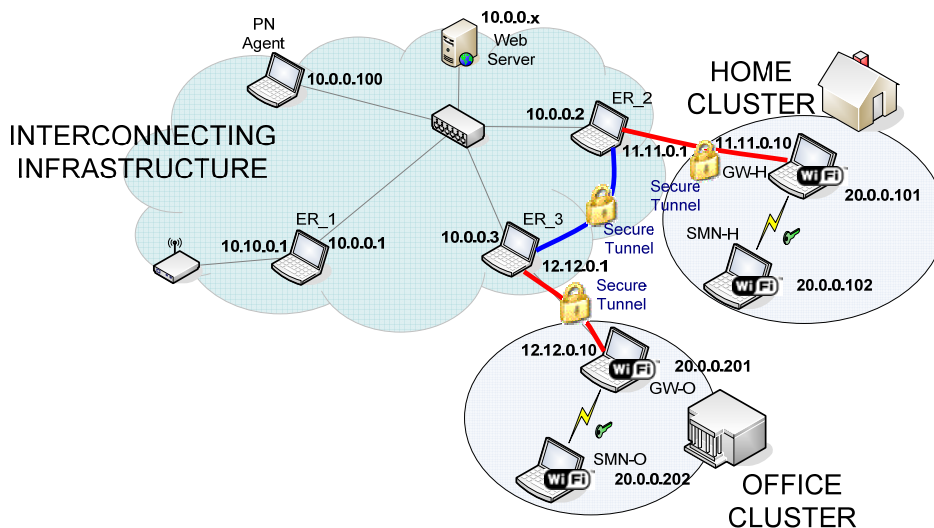 10.0.0.x
PN
Agent
Web
Server
10.0.0.100
HOME
CLUSTER
ER_2
10.0.0.2
INTERCONNECTING
INFRASTRUCTURE
11.11.0.1
11.11.0.10
GW-H
WiFi™
20.0.0.101
Secure
Tunnel
SMN-H
WiFi™
20.0.0.102
Secure
Tunnel
ER_1
10.10.0.1
10.0.0.1
ER_3
10.0.0.3
12.12.0.1
Secure
Tunnel
12.12.0.10
WiFi™
20.0.0.201
GW-O
SMN-O
WiFi™
20.0.0.202
OFFICE
CLUSTER